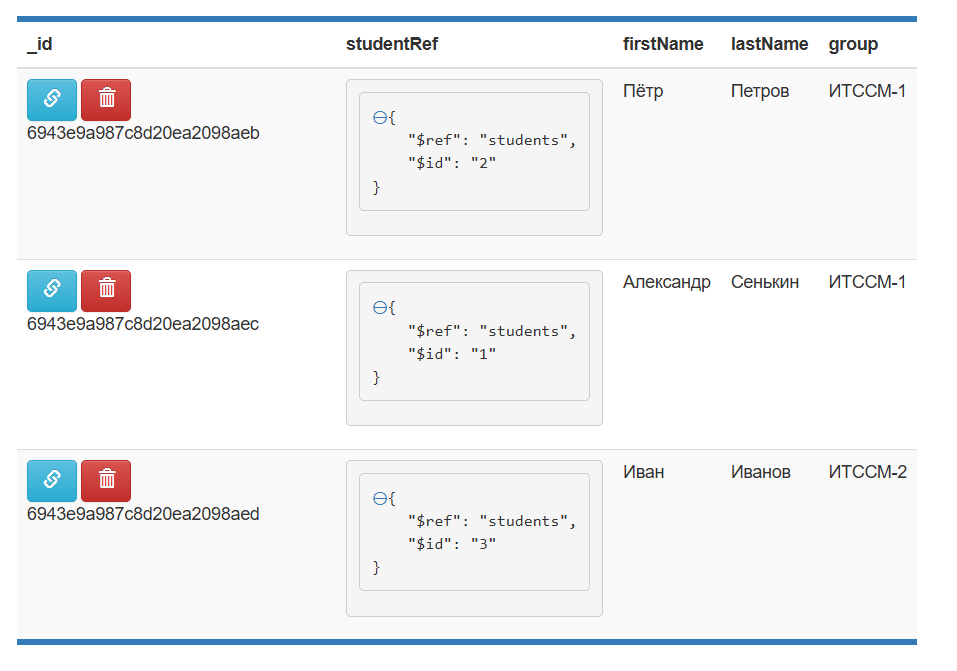 _id studentRef firstName lastName group
6943e9a987c8d20ea2098aeb
{
"$ref": "students",
"$id": "2"
}
Пётр Петров ИТССМ-1
6943e9a987c8d20ea2098aec
{
"$ref": "students",
"$id": "1"
}
Александр Сенькин ИТССМ-1
6943e9a987c8d20ea2098aed
{
"$ref": "students",
"$id": "3"
}
Иван Иванов ИТССМ-2